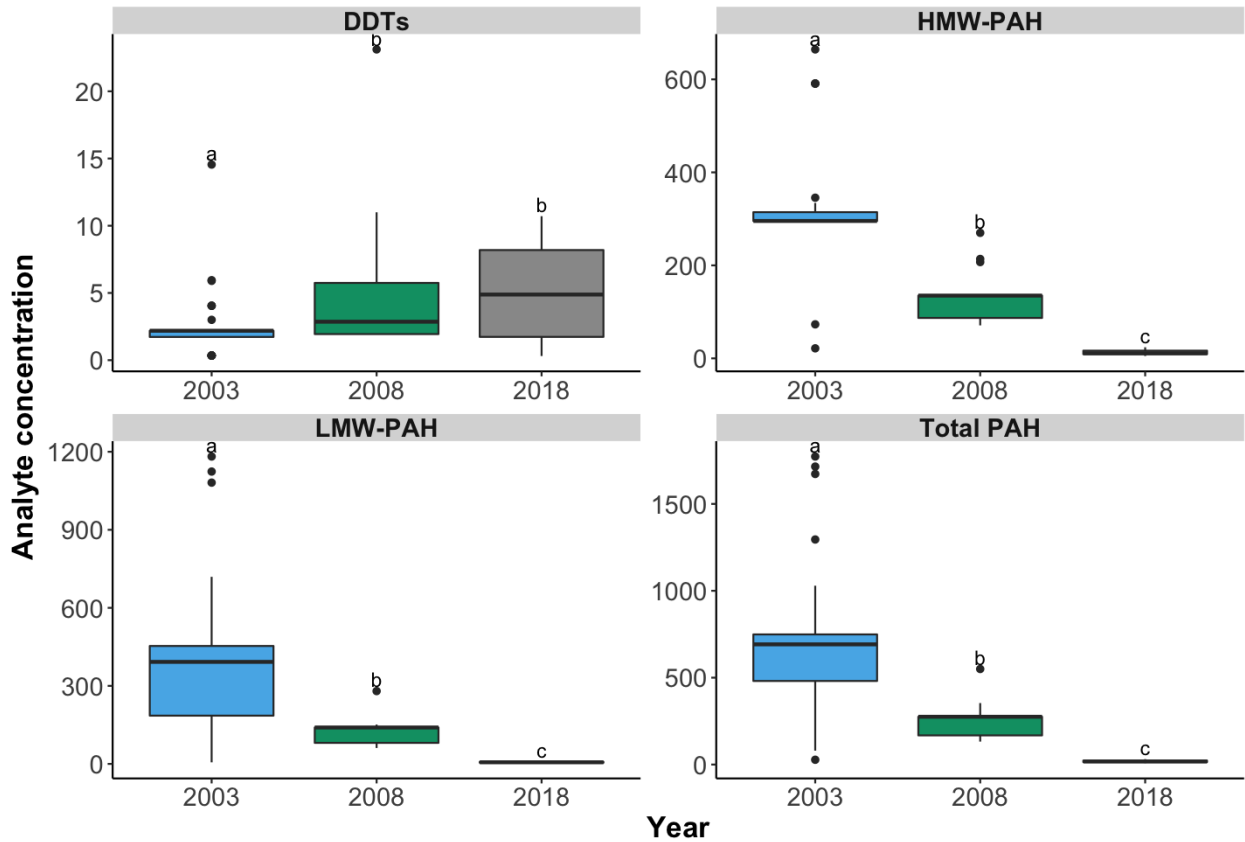 DDTs
HMW-PAH
b
a
20
600
15
a
400
10
b
b
5
200
0
c
0
2003 2008 2018
2003 2008 2018
LMW-PAH
Total PAH
1200
a
a
900
1500
600
1000
300
b
500
b
0
c
0
c
2003 2008 2018
2003 2008 2018
Analyte concentration
Year